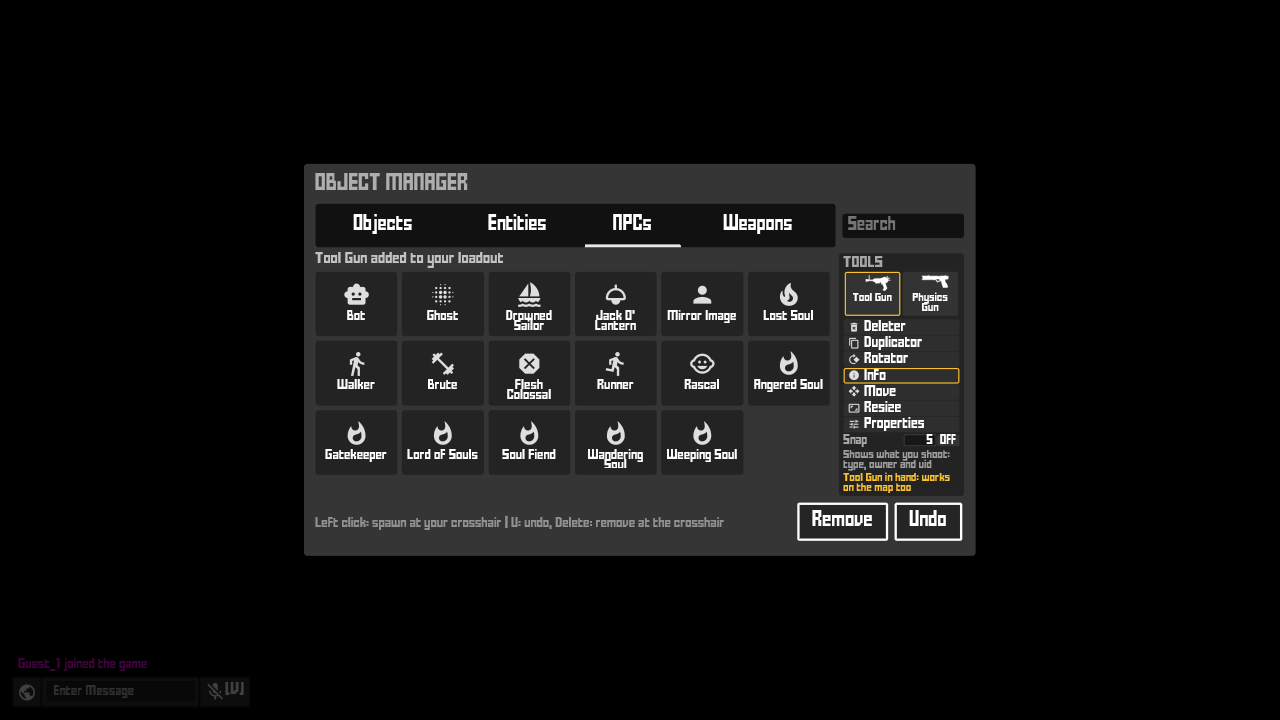 OBJECT MANAGER
Objects
Entities
NPCs
Weapons
Search
Tool Gun added to your loadout
TOOLS
Tool Gun
Physics
Gun
Bot
Ghost
Drowned
Sailor
Jack O'
Lantern
Mirror Image
Lost Soul
Walker
Brute
Flesh
Colossal
Runner
Rascal
Angered Soul
Gatekeeper
Lord of Souls
Soul Fiend
Wandering
Soul
Weeping Soul
Deleter
Duplicator
Rotator
Info
Move
Resize
Properties
Snap 5 OFF
Shows what you shoot:
type, owner and uid
Tool Gun in hand: works
on the map too
Left click: spawn at your crosshair | U: undo, Delete: remove at the crosshair
Remove
Undo
Guest_1 joined the game
Enter Message
[V]